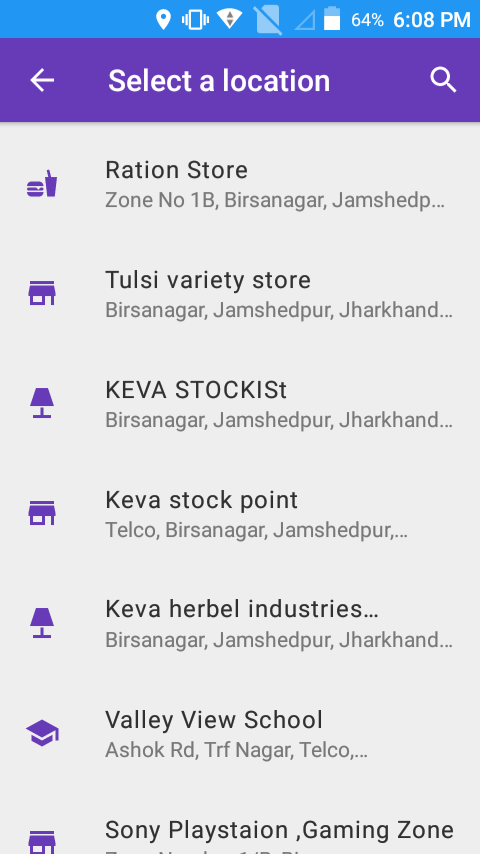 64% 6:08 PM
Select a location
Ration Store
Zone No 1B, Birsanagar, Jamshedp...
Tulsi variety store
Birsanagar, Jamshedpur, Jharkhand...
KEVA STOCKISt
Birsanagar, Jamshedpur, Jharkhand...
Keva stock point
Telco, Birsanagar, Jamshedpur,...
Keva herbel industries...
Birsanagar, Jamshedpur, Jharkhand...
Valley View School
Ashok Rd, Trf Nagar, Telco,...
Sony Playstaion ,Gaming Zone